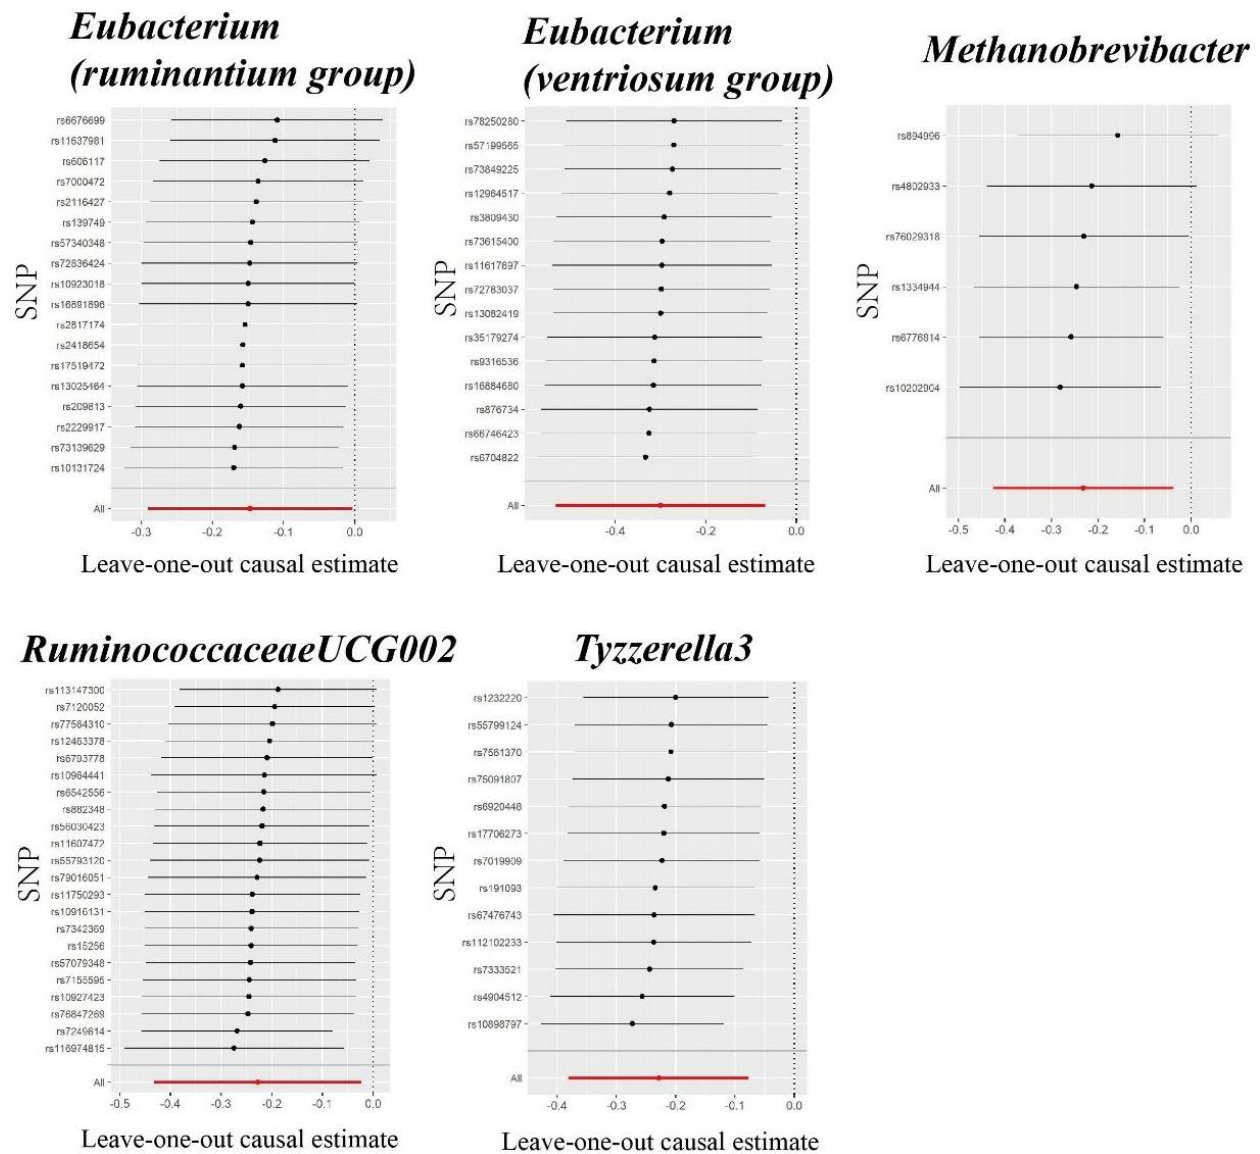 Eubacterium
(ruminantium group)
SNP
rs6676699
rs11637981
rs606117
rs7000472
rs2116427
rs139749
rs57340348
rs72836424
rs10923018
rs16891898
rs2817174
rs2418654
rs17519472
rs13025464
rs209813
rs2229917
rs73139629
rs10131724
All
-0.3 -0.2 -0.1 0.0
Leave-one-out causal estimate
Eubacterium
(ventriosum group)
SNP
rs78250280
rs57199565
rs73849225
rs12984517
rs3809430
rs73615400
rs11617697
rs72783037
rs13082419
rs35179274
rs9316536
rs16884680
rs876734
rs66746423
rs6704822
All
-0.4 -0.2 0.0
Leave-one-out causal estimate
Methanobrevibacter
SNP
rs894996
rs4802933
rs76029318
rs1334944
rs6776814
rs10202904
All
-0.5 -0.4 -0.3 -0.2 -0.1 0.0
Leave-one-out causal estimate
RuminococcaceaeUCG002
SNP
rs113147300
rs7120052
rs77564310
rs12463378
rs6793778
rs10964441
rs6542556
rs882348
rs56030423
rs11607472
rs55793120
rs79016051
rs11750293
rs10916131
rs7342369
rs15256
rs57079348
rs7155595
rs10927423
rs76847269
rs7249614
rs116974815
All
-0.5 -0.4 -0.3 -0.2 -0.1 0.0
Leave-one-out causal estimate
Tyzzerella3
SNP
rs1232220
rs55799124
rs7561370
rs75091807
rs6920448
rs17706273
rs7019909
rs191093
rs67476743
rs112102233
rs7333521
rs4904512
rs10898797
All
-0.4 -0.3 -0.2 -0.1 0.0
Leave-one-out causal estimate